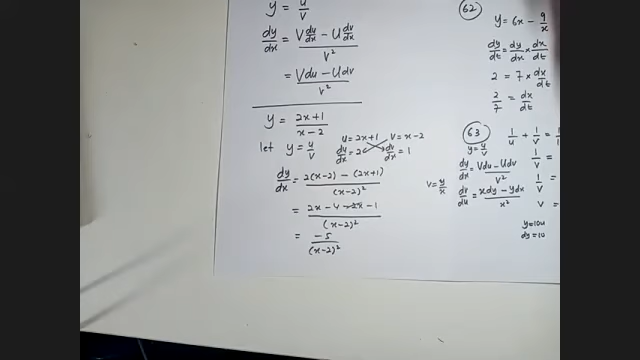 y = u/v
dy/dx = (V du/dx - U dv/dx)/V²
= (Vdu - Udv)/V²
y = (2x+1)/(x-2)
let y = u/v
u = 2x+1 V = x-2
du/dx = 2 dv/dx = 1
dy/dx = (2(x-2) - (2x+1))/(x-2)²
= (2x - 4 - 2x - 1)/(x-2)²
= -5/(x-2)²
62
y = 6x - 9/x
dy/dt = dy/dx × dx/dt
2 = 7 × dx/dt
2/7 = dx/dt
63
1/u + 1/v =
y = u/v
dy/dx = (Vdu - Udv)/V²
V = y/x
dv/du = (xdy - ydx)/x²
1/v =
1/v =
v =
y = 10u
dy = 10